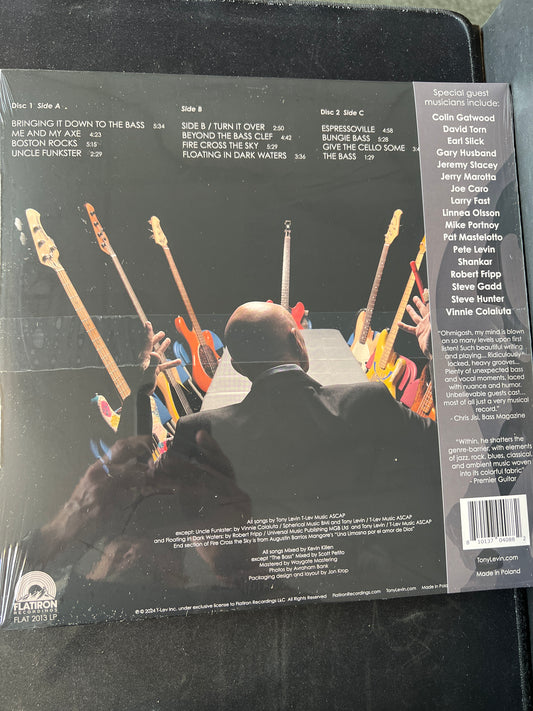 Disc 1 Side A
BRINGING IT DOWN TO THE BASS 5:34
ME AND MY AXE 4:23
BOSTON ROCKS 5:15
UNCLE FUNKSTER 2:29
Side B
SIDE B / TURN IT OVER 2:50
BEYOND THE BASS CLEF 4:42
FIRE CROSS THE SKY 5:29
FLOATING IN DARK WATERS 3:36
Disc 2 Side C
ESPRESSOVILLE 4:58
BUNGIE BASS 4:29
GIVE THE CELLO SOME
THE BASS 1:29
Special guest
musicians include:
Colin Gatwood
David Torn
Earl Slick
Gary Husband
Jeremy Stacey
Jerry Marotta
Joe Caro
Larry Fast
Linnea Olsson
Mike Portnoy
Pat Mastelotto
Pete Levin
Shankar
Robert Fripp
Steve Gadd
Steve Hunter
Vinnie Colaiuta
"Ohmigosh, my mind is blown
on so many levels upon first
listen! Such beautiful writing
and playing... Ridiculously
locked, heavy grooves...
Plenty of unexpected bass
and vocal moments, laced
with nuance and humor.
Unbelievable guests cast...
most of all just a very musical
record."
- Chris Jisi, Bass Magazine
"Within, he shatters the
genre-barrier, with elements
of jazz, rock, blues, classical,
and ambient music woven
into its colorful fabric"
- Premier Guitar
TonyLevin.com
Made in Poland
All songs by Tony Levin T-Lev Music ASCAP
except: Uncle Funkster: by Vinnie Colaiuta / Spherical Music BMI and Tony Levin / T-Lev Music ASCAP
and Floating in Dark Waters: by Robert Fripp / Universal Music Publishing MGB Ltd and Tony Levin / T-Lev Music ASCAP
End section of Fire Cross the Sky is from Augustin Barrios Mangore's "Una Limosna por el amor de Dios"
All songs Mixed by Kevin Killen
except "The Bass" Mixed by Scott Petito
Mastered by Waygate Mastering
Photos by Avraham Bank
Packaging design and layout by Jon Krop
FLATIRON
RECORDINGS
FLAT 2013 LP
℗ © 2024 T-Lev Inc. under exclusive license to Flatiron Recordings LLC All Rights Reserved. FlatironRecordings.com TonyLevin.com Made in Poland